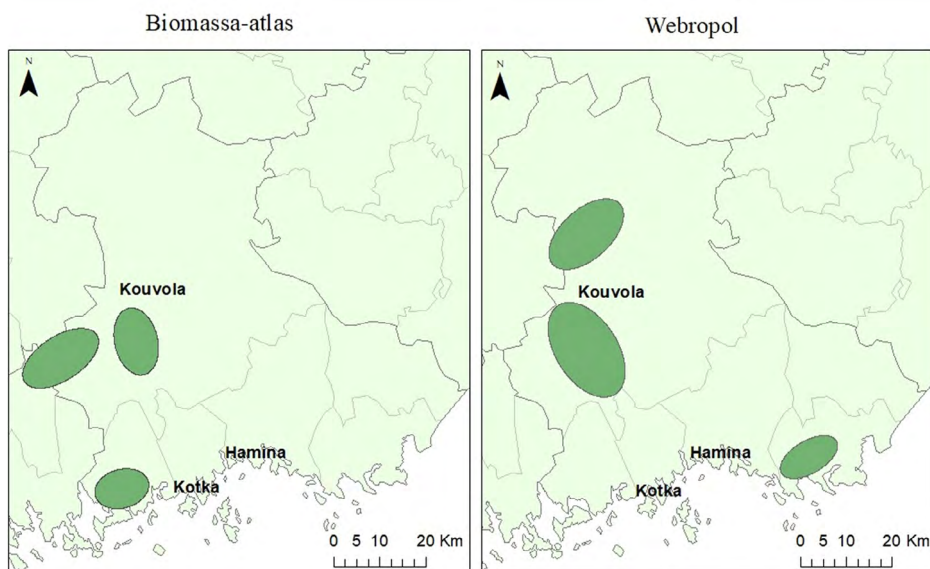 Biomassa-atlas
N
Kouvola
Hamina
Kotka
0 5 10 20 Km
Webropol
N
Kouvola
Hamina
Kotka
0 5 10 20 Km